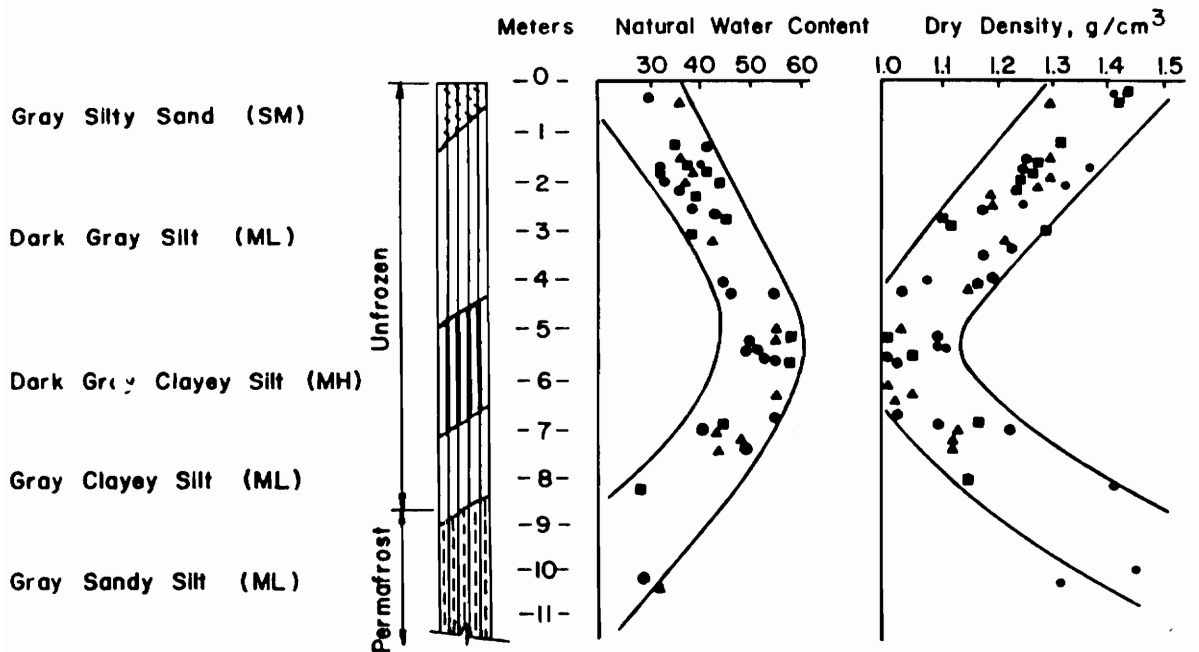 Meters Natural Water Content Dry Density, g/cm³
30 40 50 60 1.0 1.1 1.2 1.3 1.4 1.5
-0-
Gray Silty Sand (SM)
-1-
-2-
Dark Gray Silt (ML)
-3-
-4-
Unfrozen
-5-
Dark Gray Clayey Silt (MH)
-6-
-7-
Gray Clayey Silt (ML)
-8-
-9-
Gray Sandy Silt (ML)
-10-
Permafrost
-11-